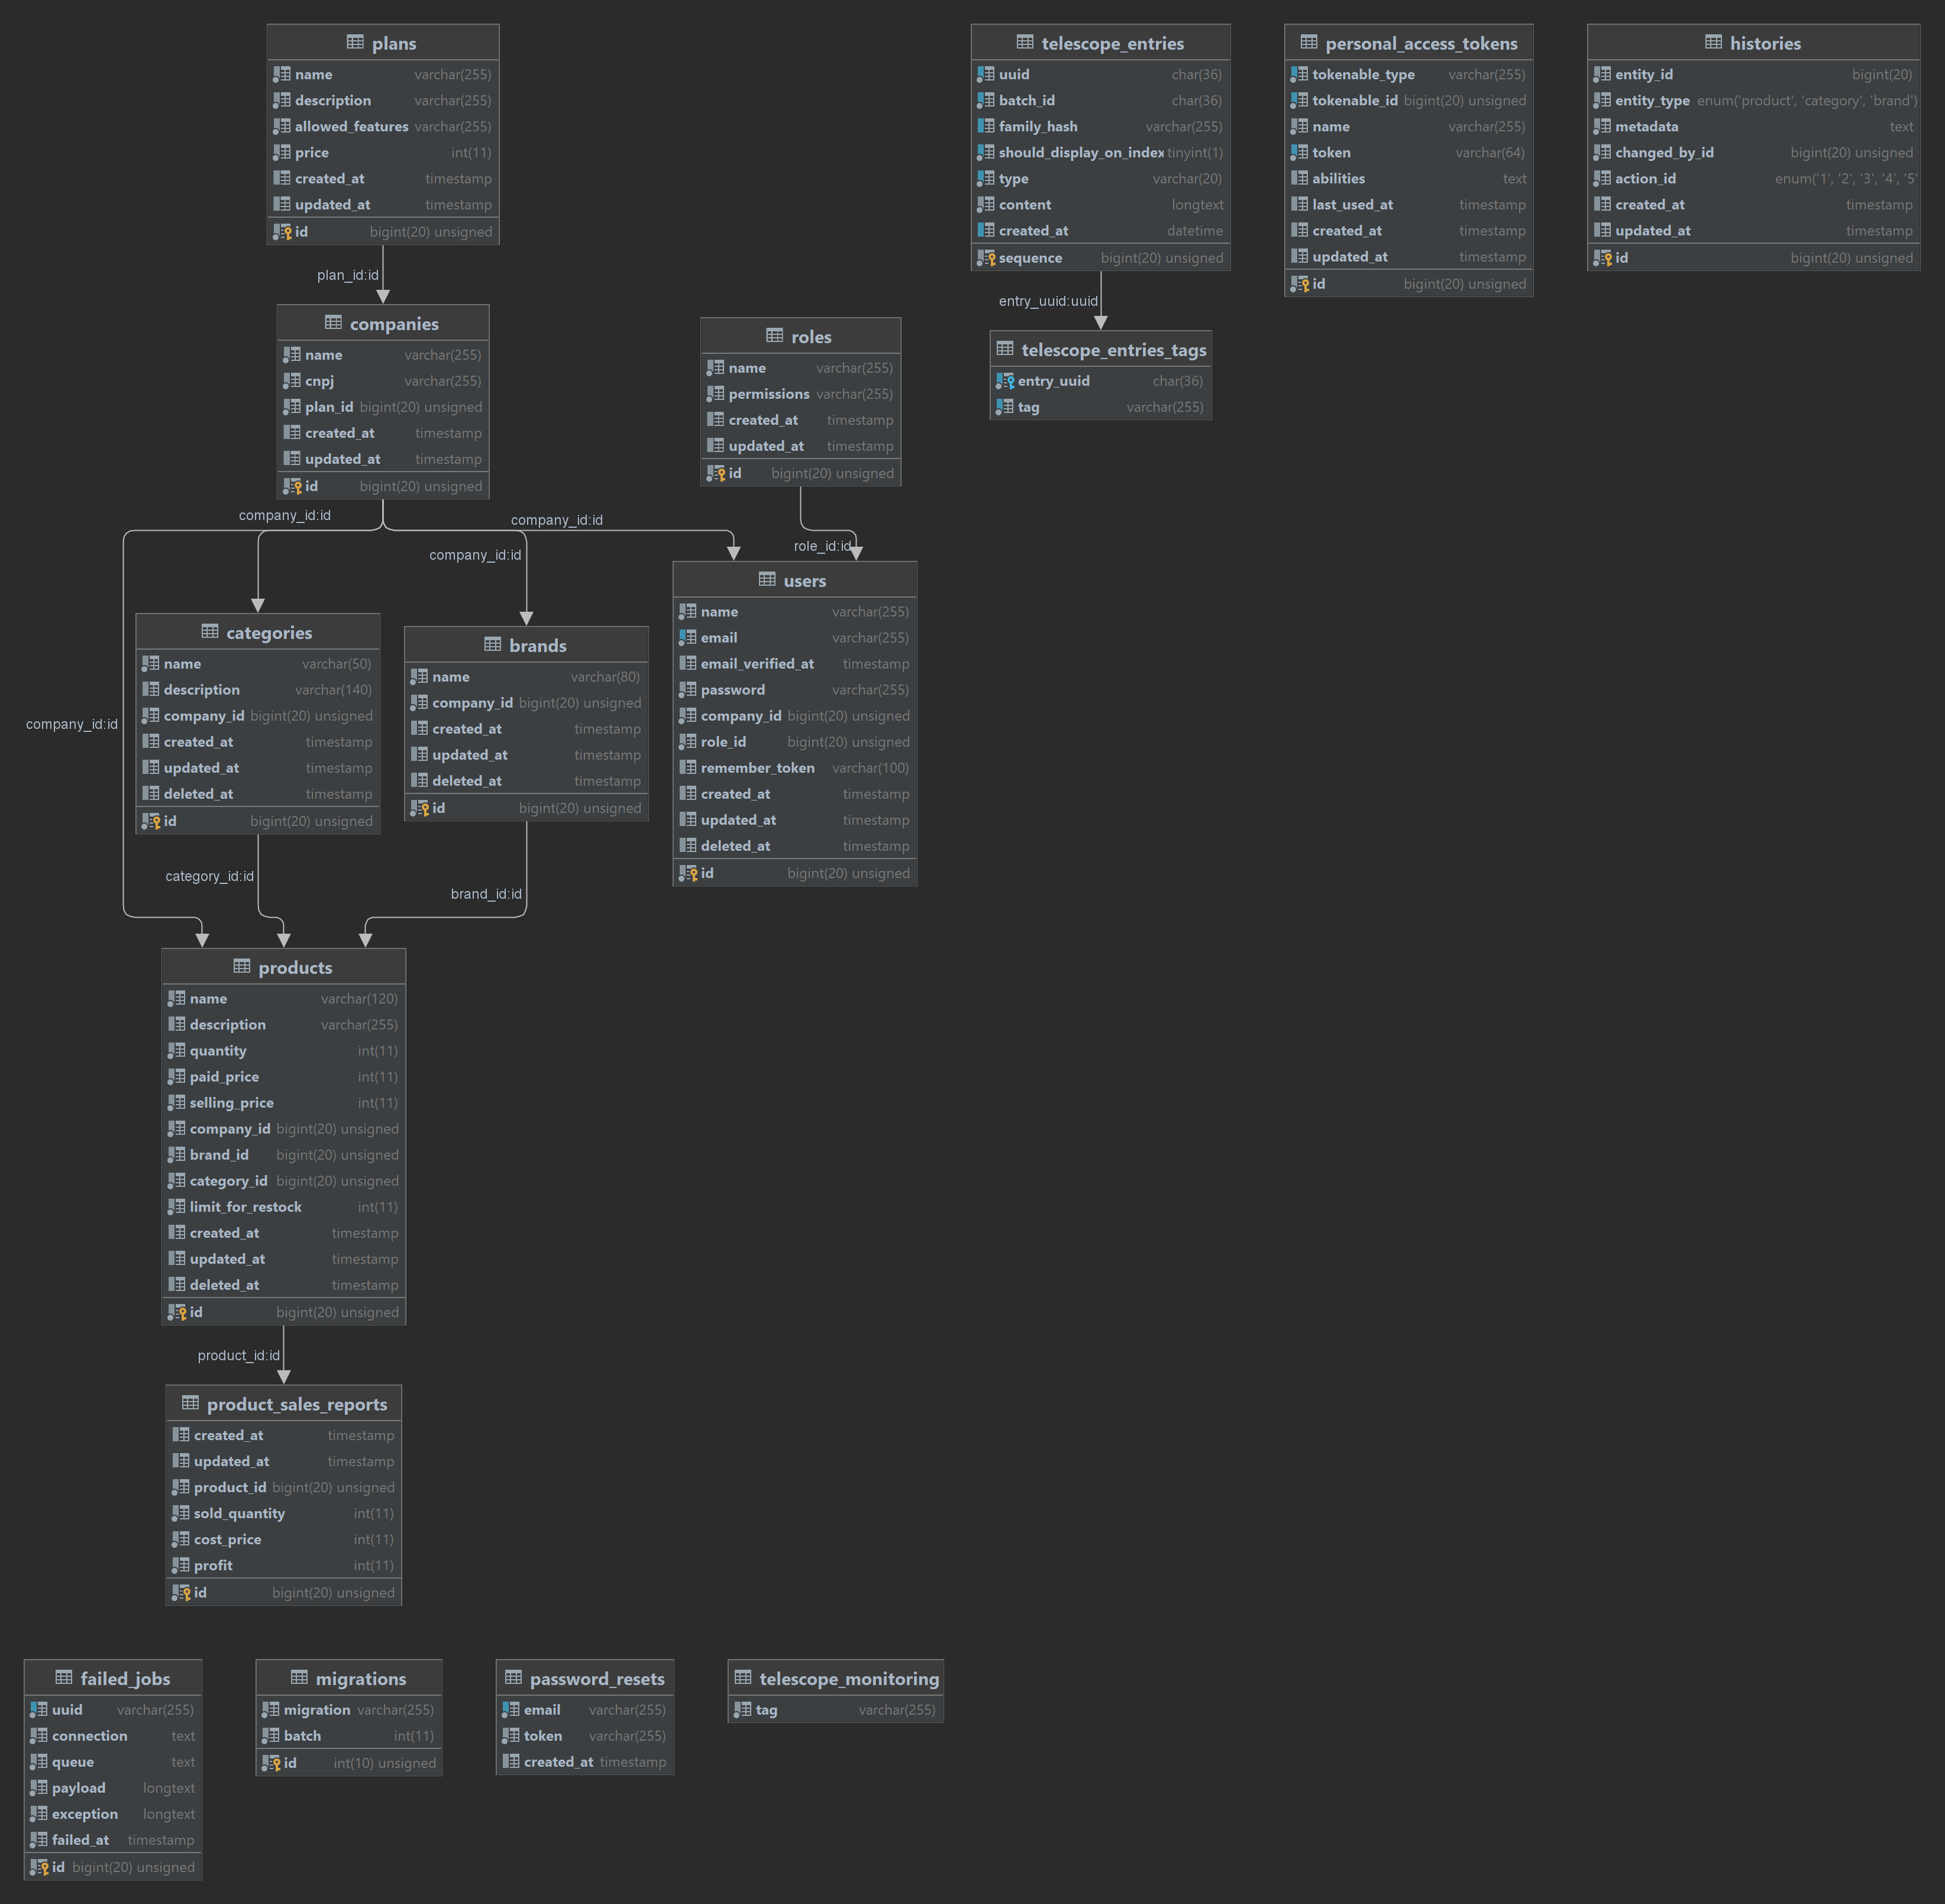 plans
name varchar(255)
description varchar(255)
allowed_features varchar(255)
price int(11)
created_at timestamp
updated_at timestamp
id bigint(20) unsigned
plan_id:id
companies
name varchar(255)
cnpj varchar(255)
plan_id bigint(20) unsigned
created_at timestamp
updated_at timestamp
id bigint(20) unsigned
company_id:id
company_id:id
company_id:id
company_id:id
roles
name varchar(255)
permissions varchar(255)
created_at timestamp
updated_at timestamp
id bigint(20) unsigned
role_id:id
categories
name varchar(50)
description varchar(140)
company_id bigint(20) unsigned
created_at timestamp
updated_at timestamp
deleted_at timestamp
id bigint(20) unsigned
category_id:id
brands
name varchar(80)
company_id bigint(20) unsigned
created_at timestamp
updated_at timestamp
deleted_at timestamp
id bigint(20) unsigned
brand_id:id
users
name varchar(255)
email varchar(255)
email_verified_at timestamp
password varchar(255)
company_id bigint(20) unsigned
role_id bigint(20) unsigned
remember_token varchar(100)
created_at timestamp
updated_at timestamp
deleted_at timestamp
id bigint(20) unsigned
products
name varchar(120)
description varchar(255)
quantity int(11)
paid_price int(11)
selling_price int(11)
company_id bigint(20) unsigned
brand_id bigint(20) unsigned
category_id bigint(20) unsigned
limit_for_restock int(11)
created_at timestamp
updated_at timestamp
deleted_at timestamp
id bigint(20) unsigned
product_id:id
product_sales_reports
created_at timestamp
updated_at timestamp
product_id bigint(20) unsigned
sold_quantity int(11)
cost_price int(11)
profit int(11)
id bigint(20) unsigned
telescope_entries
uuid char(36)
batch_id char(36)
family_hash varchar(255)
should_display_on_index tinyint(1)
type varchar(20)
content longtext
created_at datetime
sequence bigint(20) unsigned
entry_uuid:uuid
telescope_entries_tags
entry_uuid char(36)
tag varchar(255)
personal_access_tokens
tokenable_type varchar(255)
tokenable_id bigint(20) unsigned
name varchar(255)
token varchar(64)
abilities text
last_used_at timestamp
created_at timestamp
updated_at timestamp
id bigint(20) unsigned
histories
entity_id bigint(20)
entity_type enum('product', 'category', 'brand')
metadata text
changed_by_id bigint(20) unsigned
action_id enum('1', '2', '3', '4', '5'
created_at timestamp
updated_at timestamp
id bigint(20) unsigned
failed_jobs
uuid varchar(255)
connection text
queue text
payload longtext
exception longtext
failed_at timestamp
id bigint(20) unsigned
migrations
migration varchar(255)
batch int(11)
id int(10) unsigned
password_resets
email varchar(255)
token varchar(255)
created_at timestamp
telescope_monitoring
tag varchar(255)